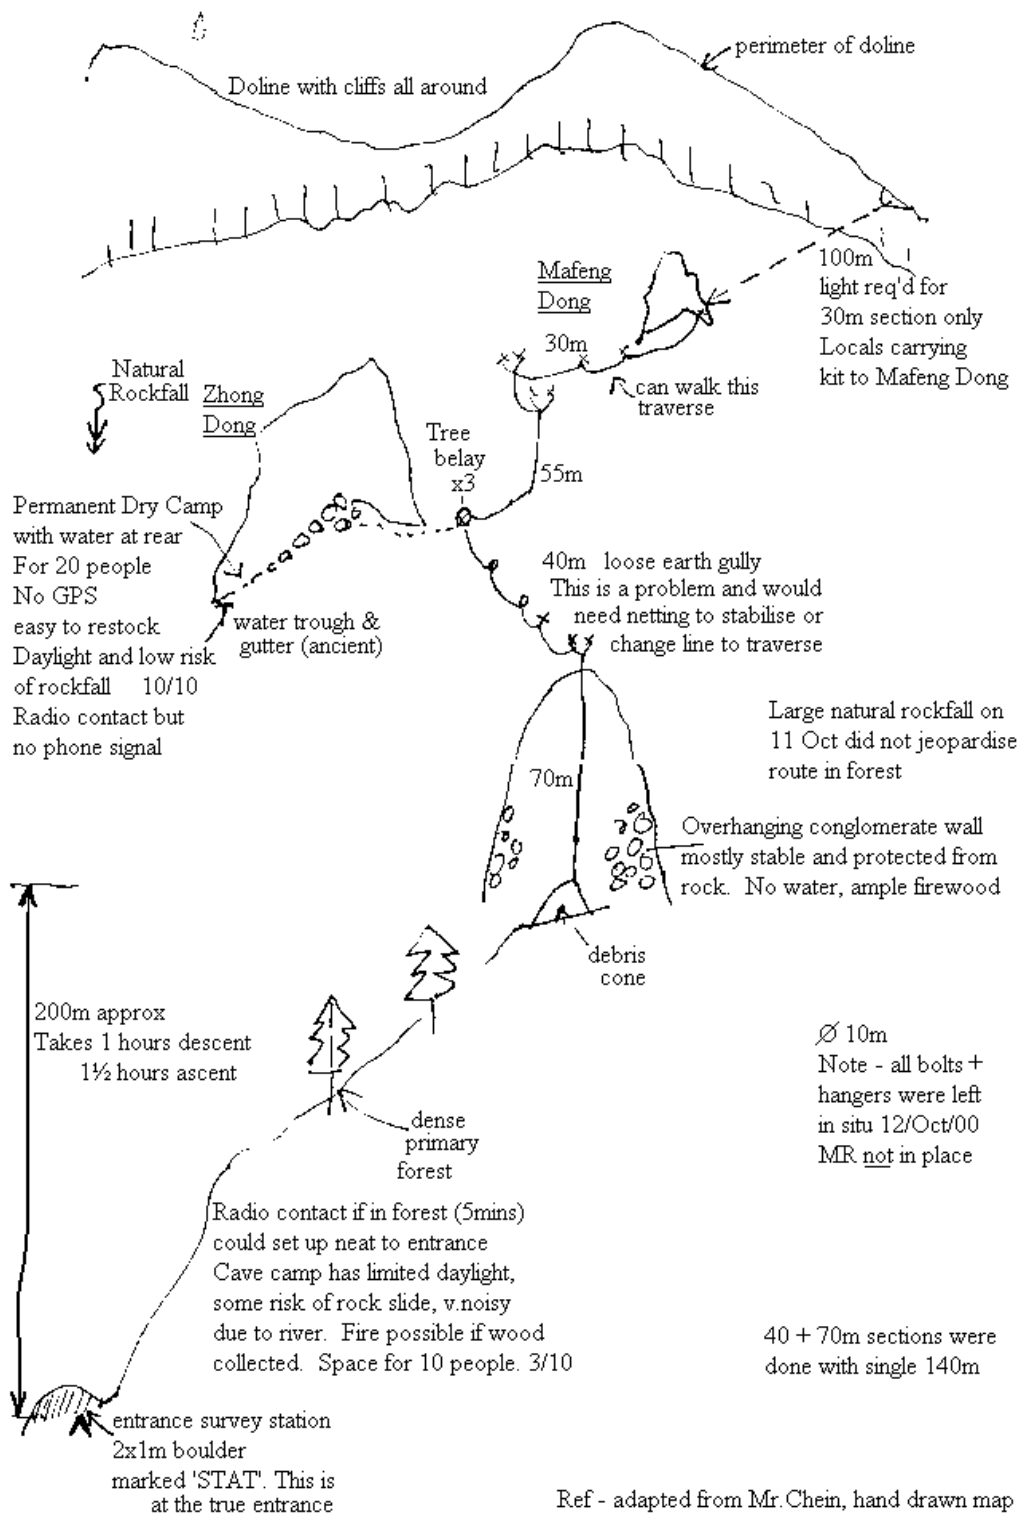 perimeter of doline
Doline with cliffs all around
Mafeng
Dong
100m
light req'd for
30m section only
Locals carrying
kit to Mafeng Dong
30m
can walk this
traverse
Natural
Rockfall
Zhong
Dong
Tree
belay
x3
55m
Permanent Dry Camp
with water at rear
For 20 people
No GPS
easy to restock
Daylight and low risk
of rockfall 10/10
Radio contact but
no phone signal
water trough &
gutter (ancient)
40m loose earth gully
This is a problem and would
need netting to stabilise or
change line to traverse
Large natural rockfall on
11 Oct did not jeopardise
route in forest
70m
Overhanging conglomerate wall
mostly stable and protected from
rock. No water, ample firewood
debris
cone
200m approx
Takes 1 hours descent
1½ hours ascent
Ø 10m
Note - all bolts +
hangers were left
in situ 12/Oct/00
MR not in place
dense
primary
forest
Radio contact if in forest (5mins)
could set up neat to entrance
Cave camp has limited daylight,
some risk of rock slide, v.noisy
due to river. Fire possible if wood
collected. Space for 10 people. 3/10
40 + 70m sections were
done with single 140m
entrance survey station
2x1m boulder
marked 'STAT'. This is
at the true entrance
Ref - adapted from Mr.Chein, hand drawn map